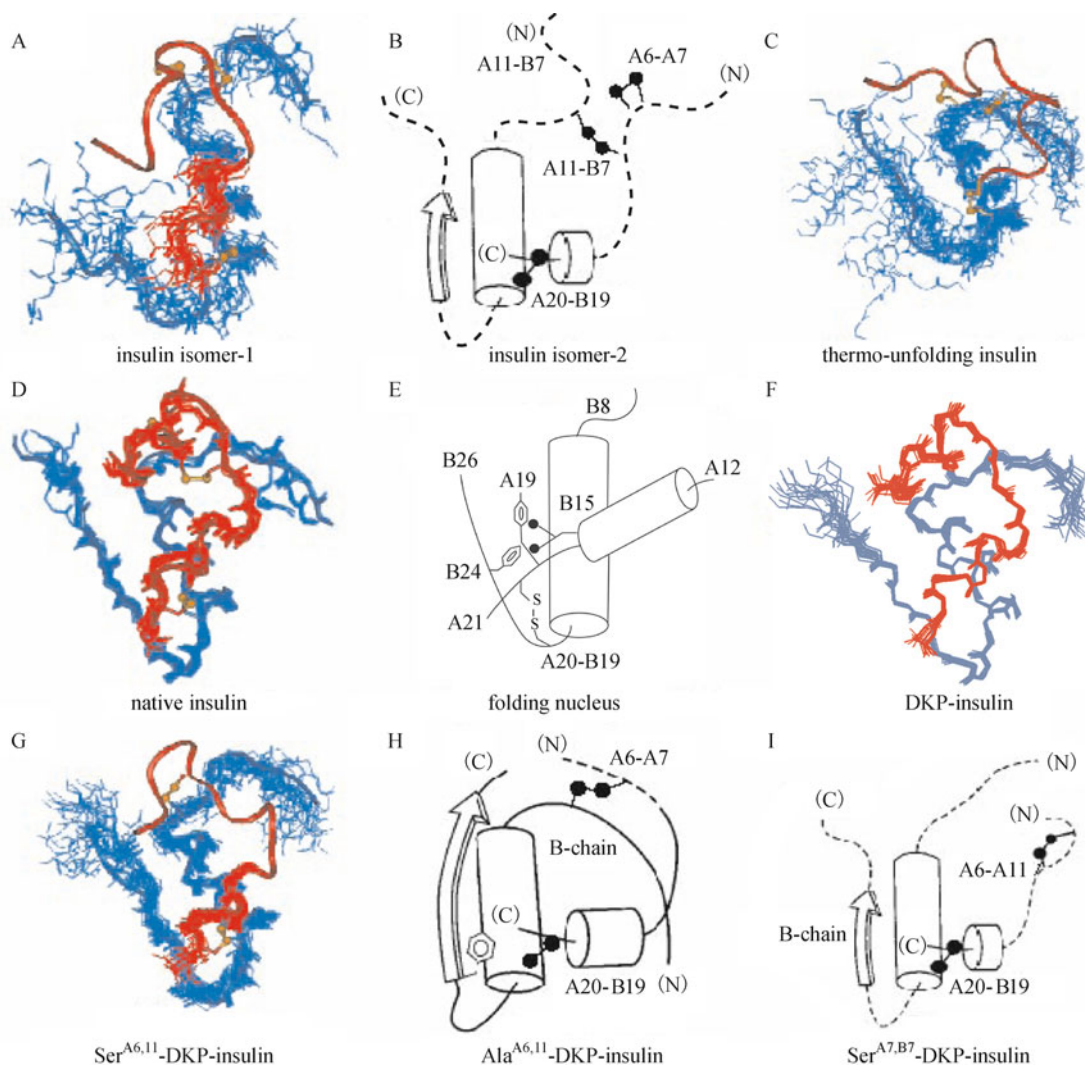 A
insulin isomer-1
B
(N)
A11-B7
A6-A7
(N)
(C)
A11-B7
(C)
A20-B19
insulin isomer-2
C
thermo-unfolding insulin
D
native insulin
E
B8
B26
A19
A12
B15
B24
S
A21
S
A20-B19
folding nucleus
F
DKP-insulin
G
Ser^A6,11-DKP-insulin
H
(N)
(C)
A6-A7
B-chain
(C)
A20-B19
(N)
Ala^A6,11-DKP-insulin
I
(N)
(C)
(N)
A6-A11
B-chain
(C)
A20-B19
Ser^A7,B7-DKP-insulin